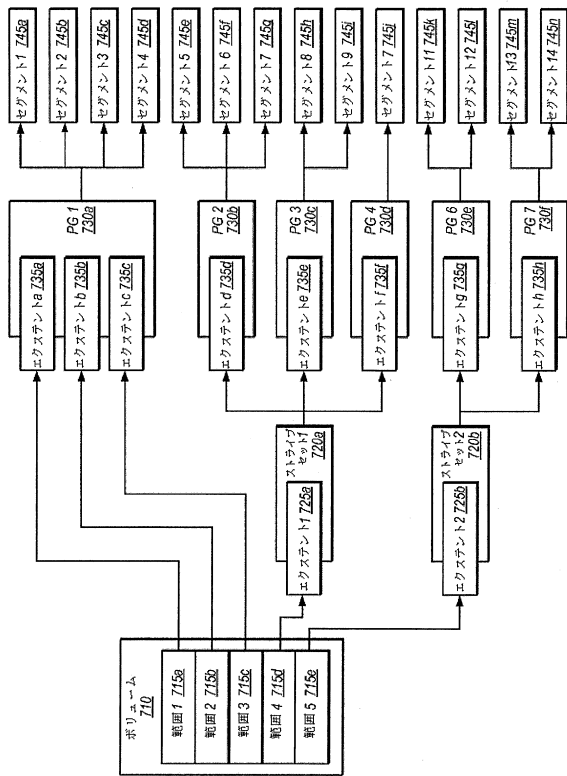 ボリューム
710
範囲1 715a
範囲2 715b
範囲3 715c
範囲4 715d
範囲5 715e
ストライプ
セット1
720a
エクステント1 725a
ストライプ
セット2
720b
エクステント2 725b
PG 1
730a
エクステントa 735a
エクステントb 735b
エクステントc 735c
PG 2
730b
エクステントd 735d
PG 3
730c
エクステントe 735e
PG 4
730d
エクステントf 735f
PG 6
730e
エクステントg 735g
PG 7
730f
エクステントh 735h
セグメント1 745a
セグメント2 745b
セグメント3 745c
セグメント4 745d
セグメント5 745e
セグメント6 745f
セグメント7 745g
セグメント8 745h
セグメント9 745i
セグメント7 745j
セグメント11 745k
セグメント12 745l
セグメント13 745m
セグメント14 745n